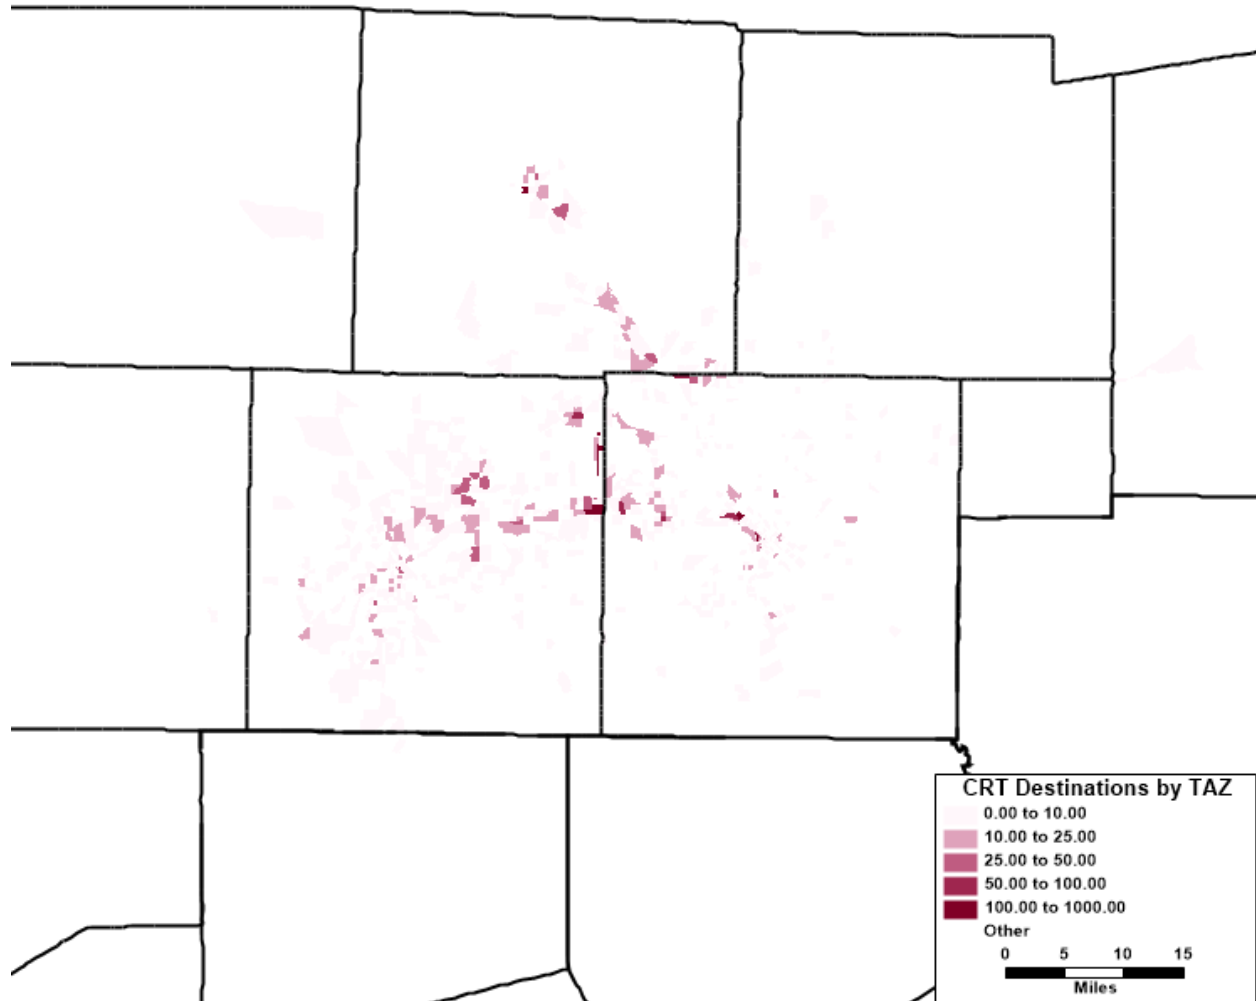 CRT Destinations by TAZ
0.00 to 10.00
10.00 to 25.00
25.00 to 50.00
50.00 to 100.00
100.00 to 1000.00
Other
0 5 10 15
Miles